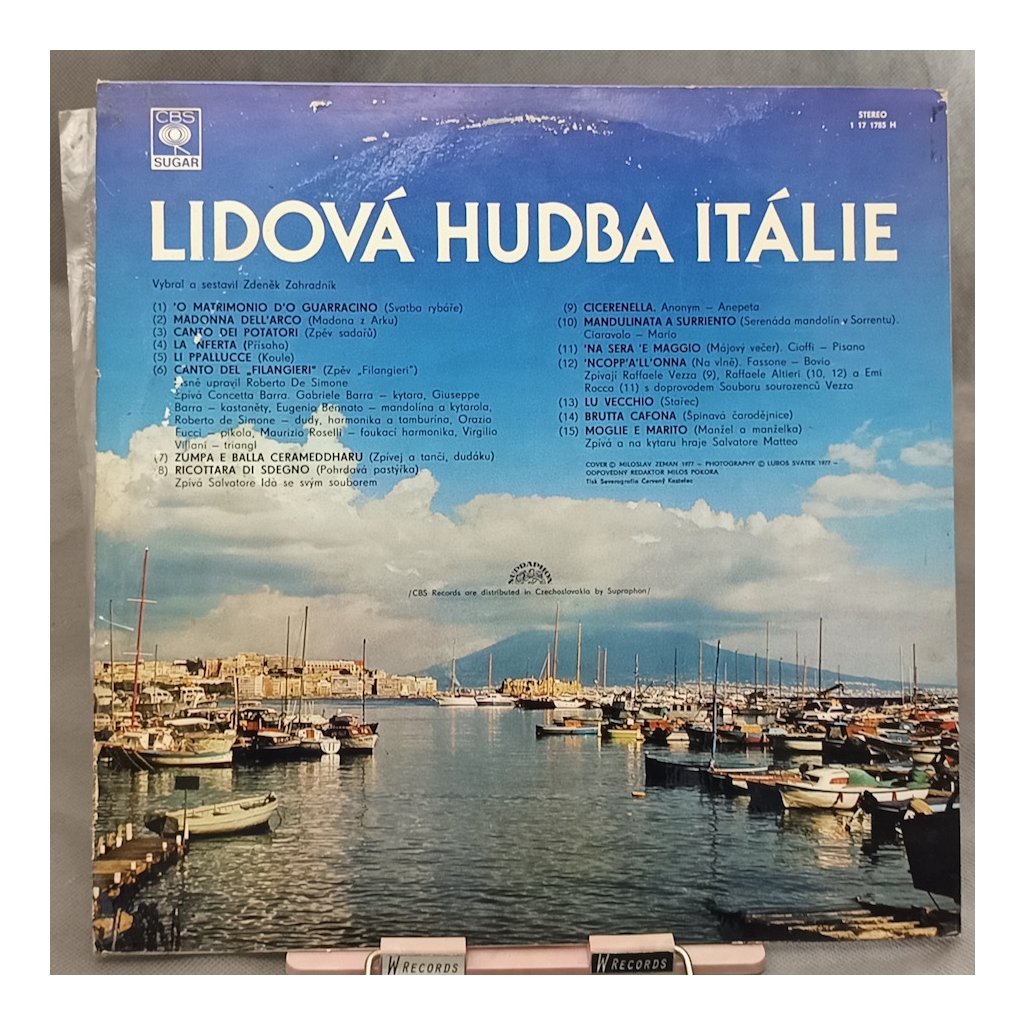 CBS
SUGAR
STEREO
1 17 1785 H
LIDOVÁ HUDBA ITÁLIE
Vybral a sestavil Zdeněk Zahradník
(1) 'O MATRIMONIO D'O GUARRACINO (Svatba rybáře)
(2) MADONNA DELL'ARCO (Madona z Arku)
(3) CANTO DEI POTATORI (Zpěv sadařů)
(4) LA 'NFERTA (Přísaha)
(5) LI PPALLUCCE (Koule)
(6) CANTO DEL „FILANGIERI" (Zpěv „Filangieri")
upravil Roberto De Simone
Zpívá Concetta Barra. Gabriele Barra – kytara, Giuseppe
Barra – kastaněty, Eugenio Bennato – mandolína a kytarola,
Roberto de Simone – dudy, harmonika a tamburína, Orazio
Fucci – pikola, Maurizio Roselli – foukací harmonika, Virgilio
Villani – triangl
(7) ZUMPA E BALLA CERAMEDDHARU (Zpívej a tanči, dudáku)
8) RICOTTARA DI SDEGNO (Pohrdavá pastýřka)
Zpívá Salvatore Ida se svým souborem
(9) CICERENELLA. Anonym – Anepeta
(10) MANDULINATA A SURRIENTO (Serenáda mandolín v Sorrentu).
Ciaravolo – Mario
(11) 'NA SERA 'E MAGGIO (Májový večer). Cioffi – Pisano
(12) 'NCOPP'A'LL'ONNA (Na vlně). Fassone – Bovio
Zpívají Raffaele Vezza (9), Raffaele Altieri (10, 12) a Emi
Rocca (11) s doprovodem Souboru sourozenců Vezza
(13) LU VECCHIO (Stařec)
(14) BRUTTA CAFONA (Špinavá čarodějnice)
(15) MOGLIE E MARITO (Manžel a manželka)
Zpívá a na kytaru hraje Salvatore Matteo
COVER © MILOSLAV ZEMAN 1977 – PHOTOGRAPHY © LUBOŠ SVÁTEK 1977 –
ODPOVĚDNÝ REDAKTOR MILOŠ POKORA
Tisk Severografia Červený Kostelec
SUPRAPHON
/CBS Records are distributed in Czechoslovakia by Supraphon/
W RECORDS
W RECORDS